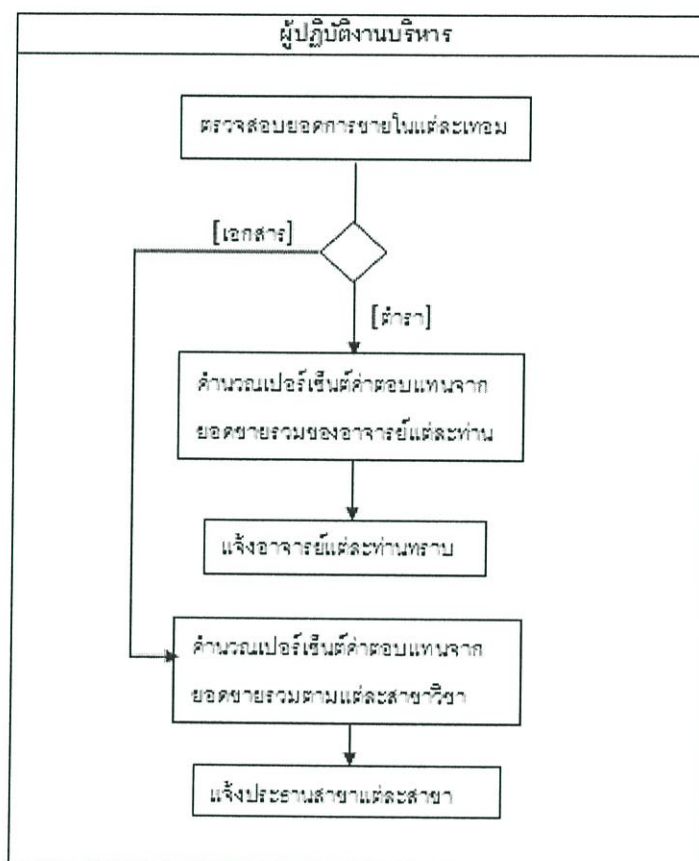 ผู้ปฏิบัติงานบริหาร
ตรวจสอบยอดการขายในแต่ละเทอม
[เอกสาร]
[ตำรา]
คำนวณเปอร์เซ็นต์ค่าตอบแทนจาก
ยอดขายรวมของอาจารย์แต่ละท่าน
แจ้งอาจารย์แต่ละท่านทราบ
คำนวณเปอร์เซ็นต์ค่าตอบแทนจาก
ยอดขายรวมตามแต่ละสาขาวิชา
แจ้งประธานสาขาแต่ละสาขา